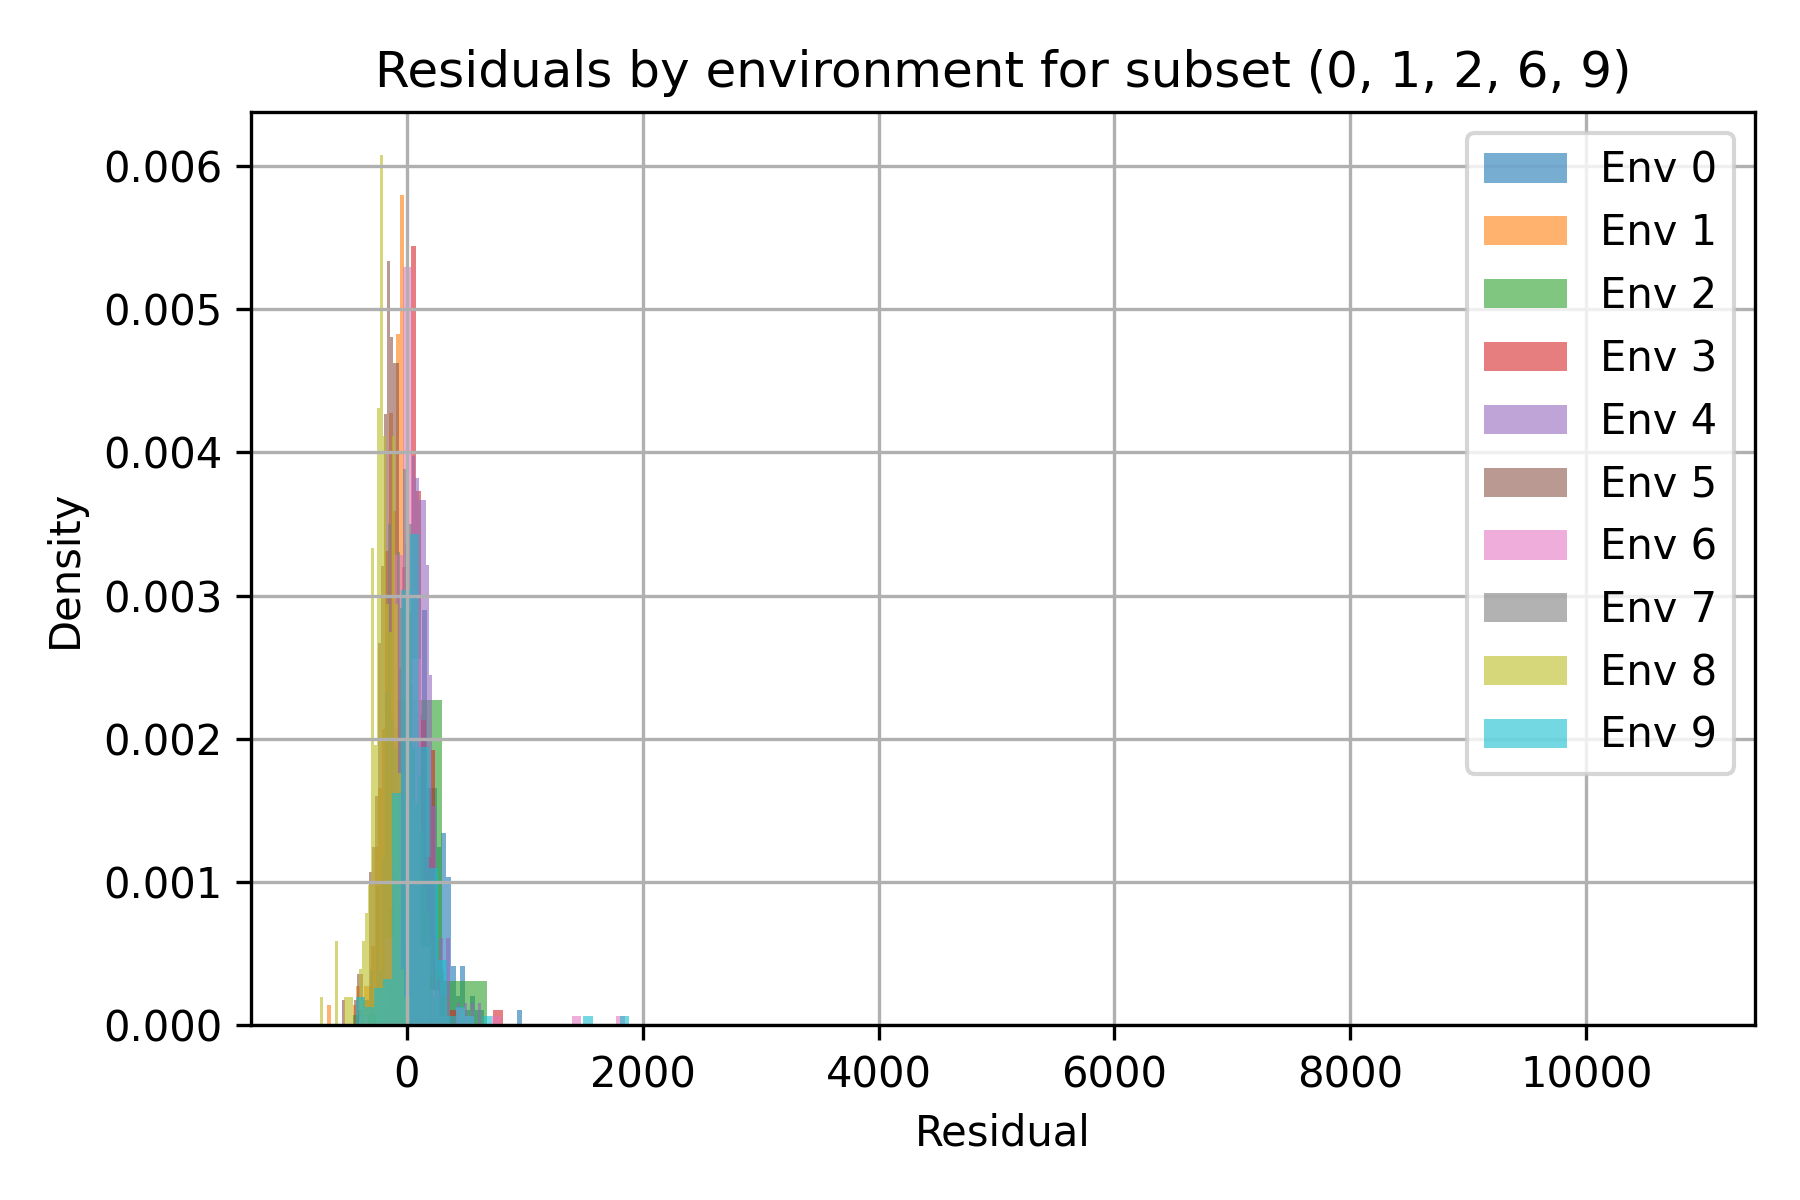 Residuals by environment for subset (0, 1, 2, 6, 9)
0.006
0.005
0.004
0.003
0.002
0.001
0.000
Density
0
2000
4000
6000
8000
10000
Residual
Env 0
Env 1
Env 2
Env 3
Env 4
Env 5
Env 6
Env 7
Env 8
Env 9